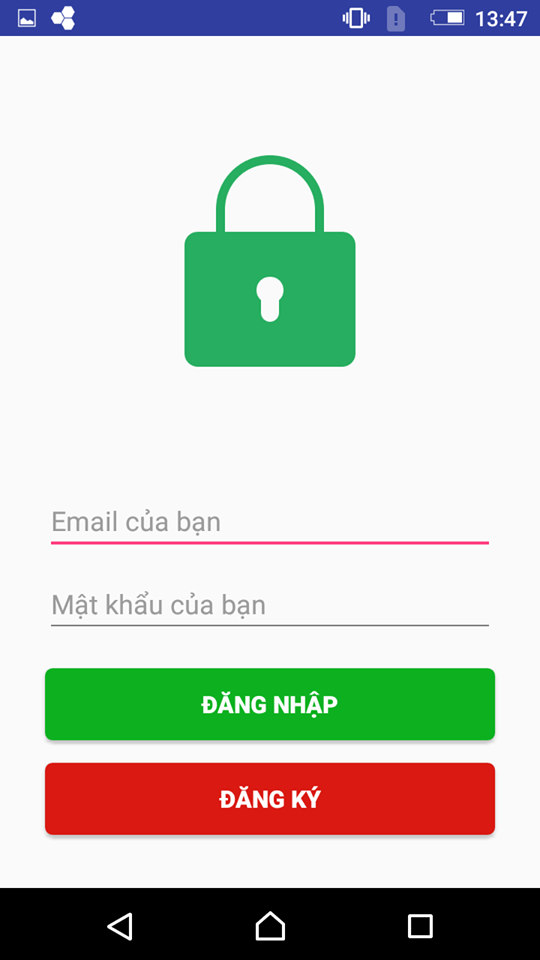 13:47
Email của bạn
Mật khẩu của bạn
ĐĂNG NHẬP
ĐĂNG KÝ